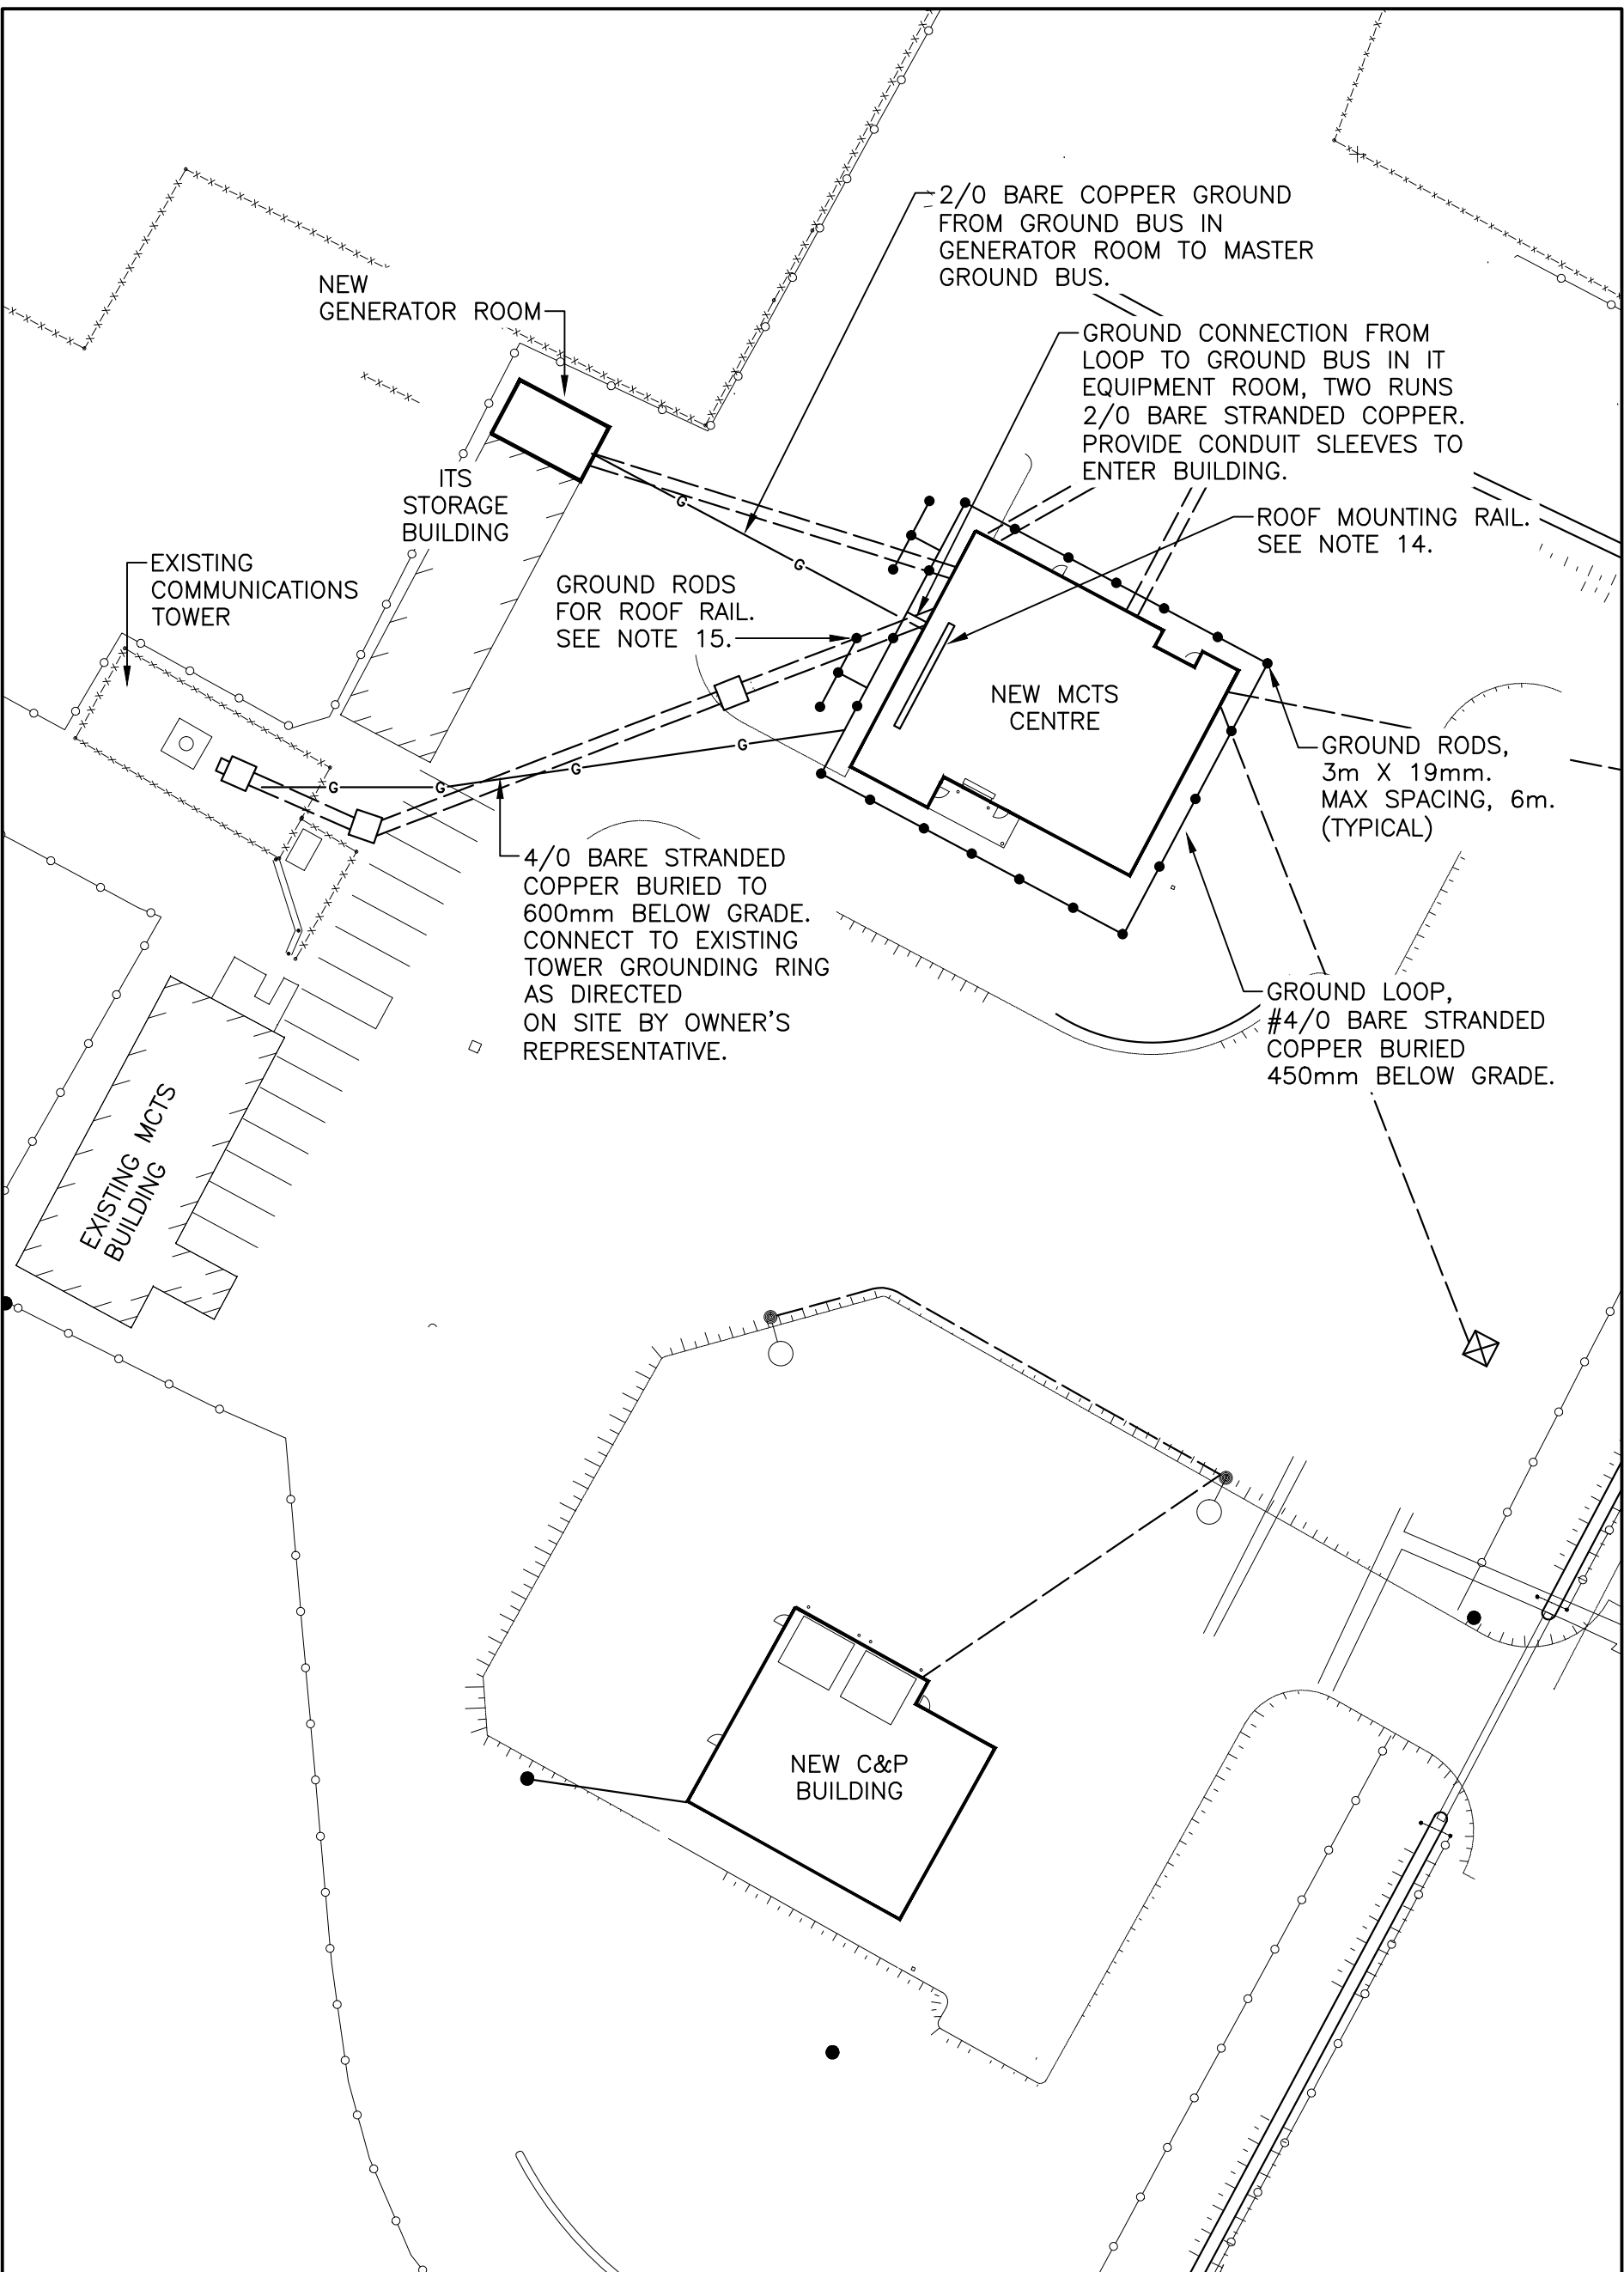 2/0 BARE COPPER GROUND
FROM GROUND BUS IN
GENERATOR ROOM TO MASTER
GROUND BUS.
NEW
GENERATOR ROOM
GROUND CONNECTION FROM
LOOP TO GROUND BUS IN IT
EQUIPMENT ROOM, TWO RUNS
2/0 BARE STRANDED COPPER.
PROVIDE CONDUIT SLEEVES TO
ENTER BUILDING.
ITS
STORAGE
BUILDING
ROOF MOUNTING RAIL.
SEE NOTE 14.
EXISTING
COMMUNICATIONS
TOWER
GROUND RODS
FOR ROOF RAIL.
SEE NOTE 15.
G
G
NEW MCTS
CENTRE
GROUND RODS,
3m X 19mm.
MAX SPACING, 6m.
(TYPICAL)
G
G
G
G
4/0 BARE STRANDED
COPPER BURIED TO
600mm BELOW GRADE.
CONNECT TO EXISTING
TOWER GROUNDING RING
AS DIRECTED
ON SITE BY OWNER'S
REPRESENTATIVE.
GROUND LOOP,
#4/0 BARE STRANDED
COPPER BURIED
450mm BELOW GRADE.
EXISTING MCTS
BUILDING
NEW C&P
BUILDING